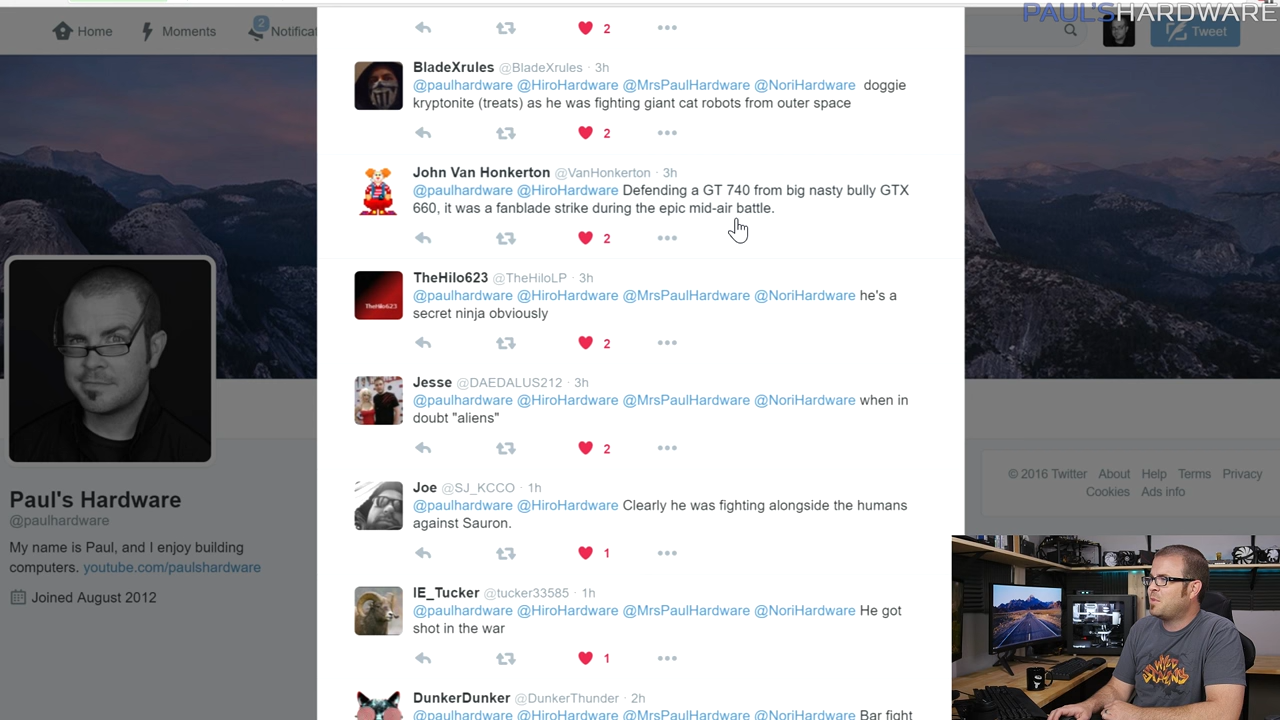 PAUL'SHARDWARE
Home
Moments
2
Notificat
Tweet
2
BladeXrules @BladeXrules · 3h
@paulhardware @HiroHardware @MrsPaulHardware @NoriHardware doggie
kryptonite (treats) as he was fighting giant cat robots from outer space
2
John Van Honkerton @VanHonkerton · 3h
@paulhardware @HiroHardware Defending a GT 740 from big nasty bully GTX
660, it was a fanblade strike during the epic mid-air battle.
2
TheHilo623
TheHilo623 @TheHiloLP · 3h
@paulhardware @HiroHardware @MrsPaulHardware @NoriHardware he's a
secret ninja obviously
2
Jesse @DAEDALUS212 · 3h
@paulhardware @HiroHardware @MrsPaulHardware @NoriHardware when in
doubt "aliens"
2
Joe @SJ_KCCO · 1h
@paulhardware @HiroHardware Clearly he was fighting alongside the humans
against Sauron.
1
IE_Tucker @tucker33585 · 1h
@paulhardware @HiroHardware @MrsPaulHardware @NoriHardware He got
shot in the war
1
DunkerDunker @DunkerThunder · 2h
@paulhardware @HiroHardware @MrsPaulHardware @NoriHardware Bar fight
Paul's Hardware
@paulhardware
My name is Paul, and I enjoy building
computers. youtube.com/paulshardware
Joined August 2012
© 2016 Twitter About Help Terms Privacy
Cookies Ads info